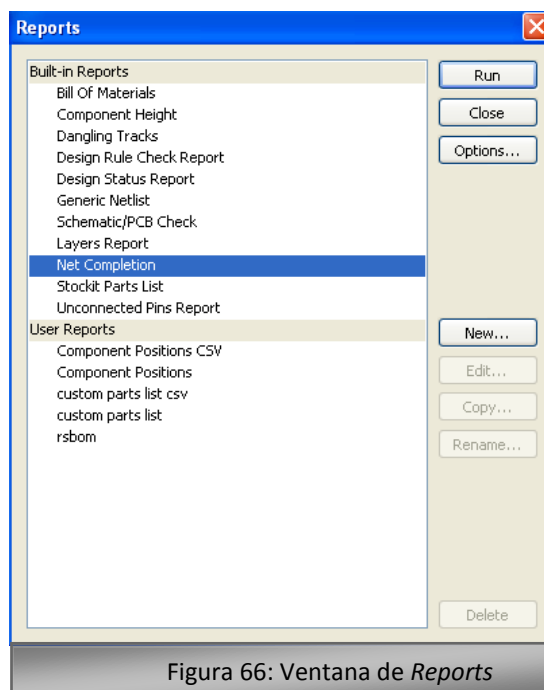 Reports
Built-in Reports
Bill Of Materials
Component Height
Dangling Tracks
Design Rule Check Report
Design Status Report
Generic Netlist
Schematic/PCB Check
Layers Report
Net Completion
Stockit Parts List
Unconnected Pins Report
User Reports
Component Positions CSV
Component Positions
custom parts list csv
custom parts list
rsbom
Run
Close
Options...
New...
Edit...
Copy...
Rename...
Delete
Figura 66: Ventana de Reports